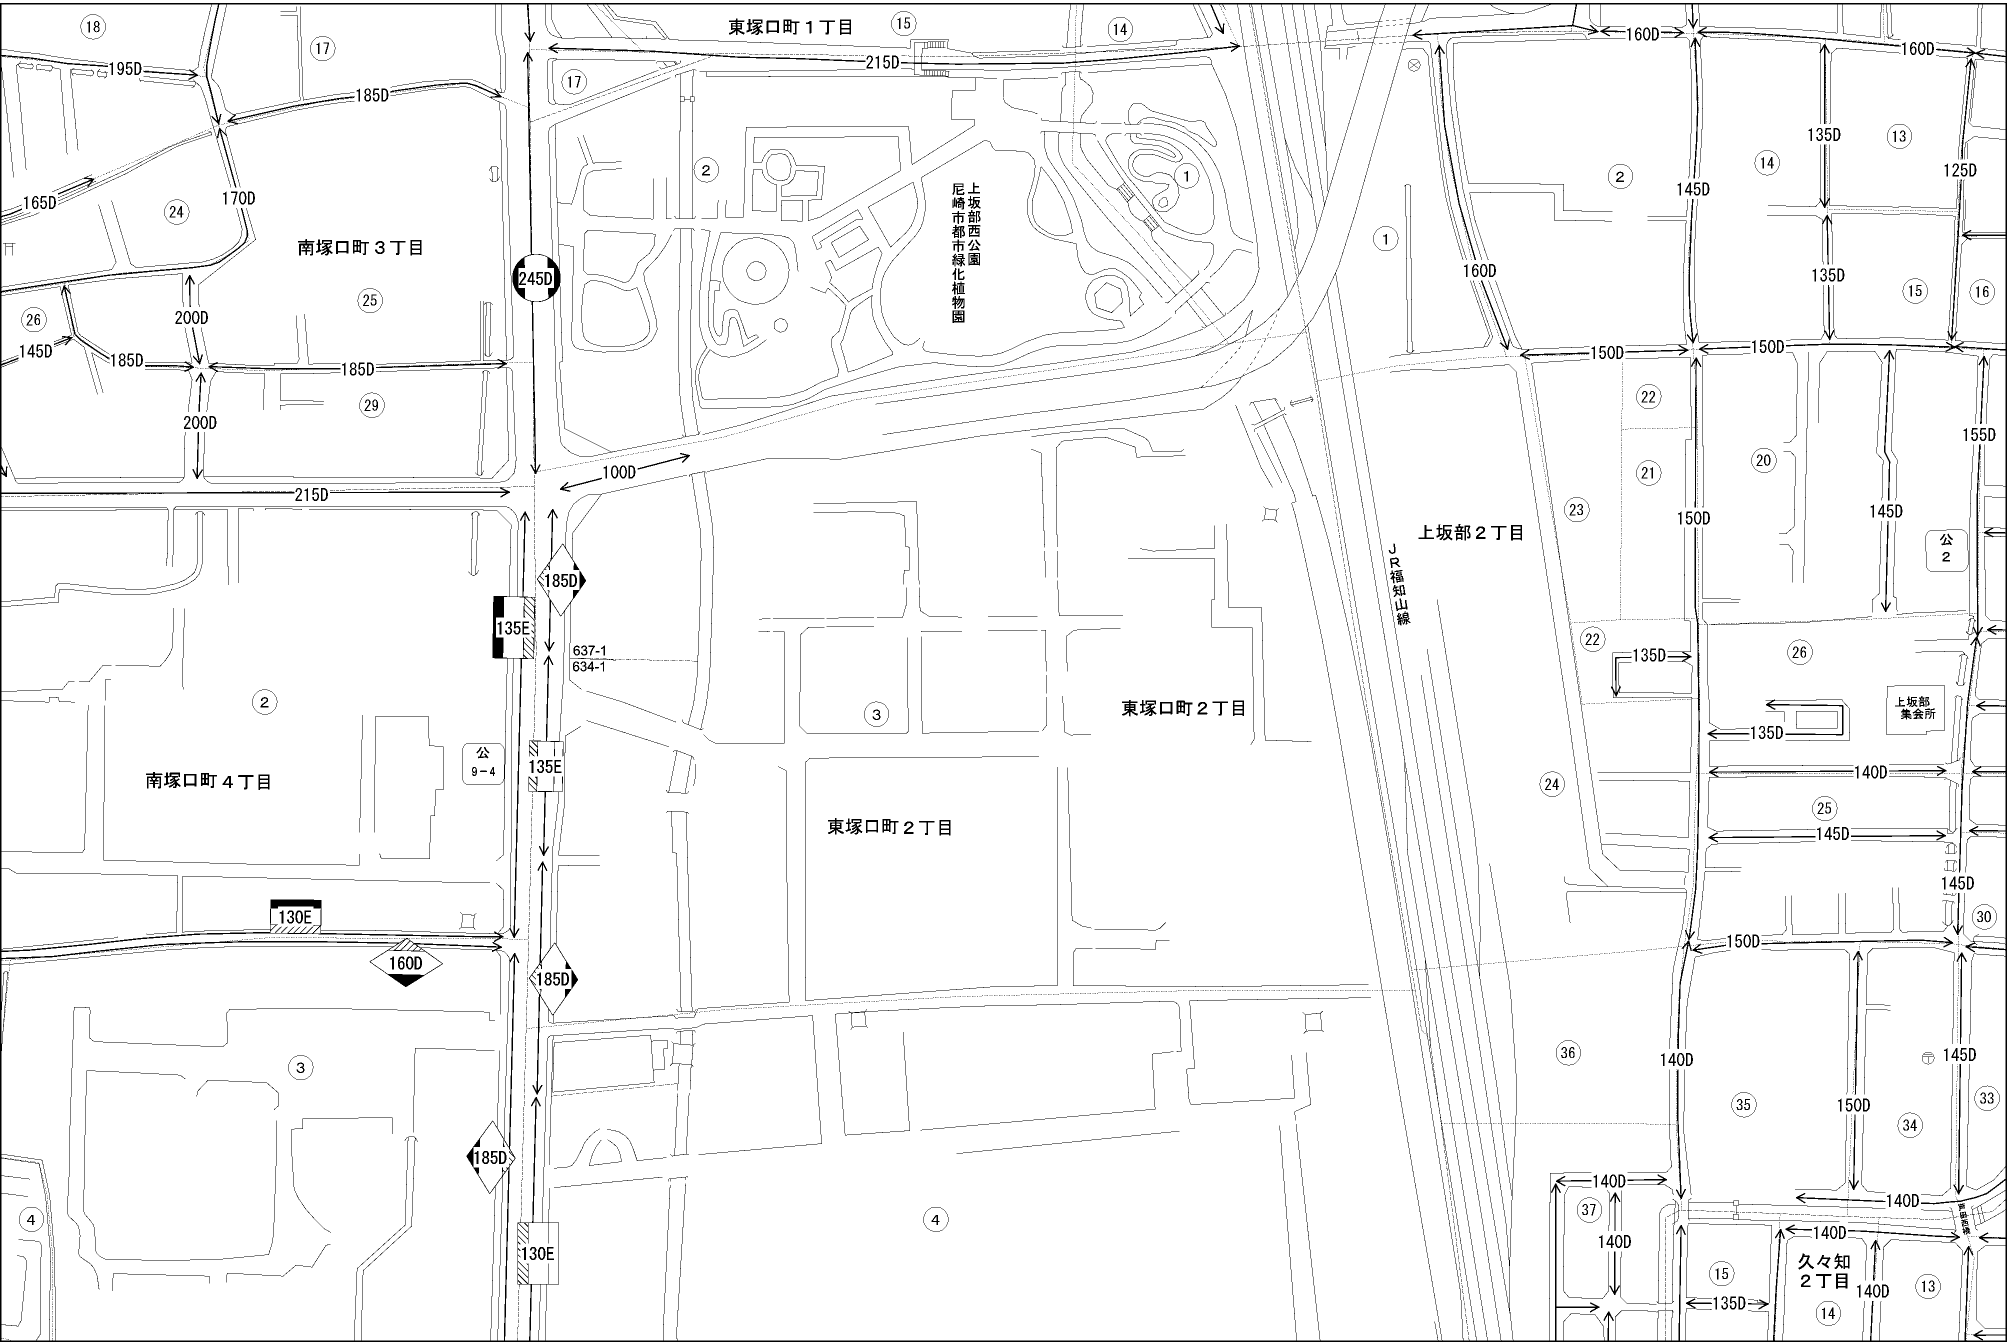 東塚口町１丁目
18
17
15
14
195D
215D
160D
160D
17
185D
135D
13
上坂部西公園
尼崎市都市緑化植物園
2
1
2
14
145D
125D
165D
170D
24
南塚口町３丁目
245D
1
160D
135D
15
16
25
26
200D
145D
185D
185D
150D
150D
29
200D
22
155D
100D
20
21
215D
23
150D
145D
上坂部２丁目
公
2
ＪＲ福知山線
185D
135E
637-1
634-1
22
135D
26
2
3
東塚口町２丁目
上坂部
集会所
135D
公
9-4
135E
南塚口町４丁目
140D
24
25
東塚口町２丁目
145D
145D
130E
30
150D
160D
185D
3
36
140D
145D
35
150D
34
33
185D
140D
140D
4
4
37
140D
140D
130E
久々知
２丁目
15
140D
13
135D
14